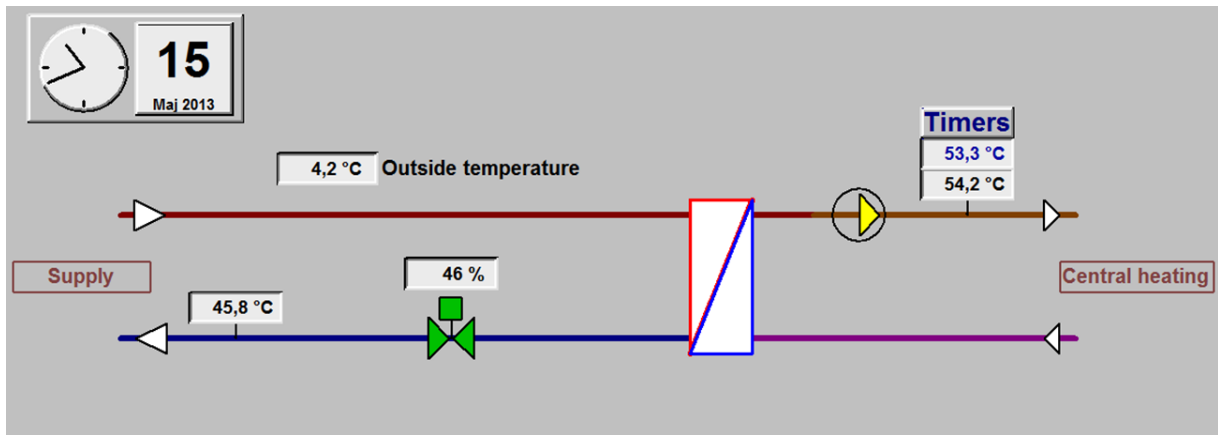 15
Maj 2013
Timers
53,3 °C
4,2 °C Outside temperature
54,2 °C
Supply
46 %
Central heating
45,8 °C